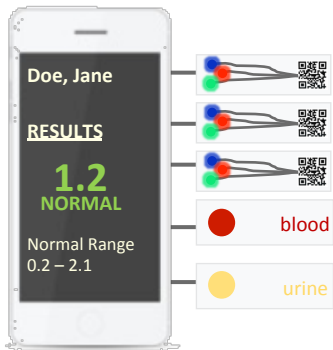 Doe, Jane
RESULTS
1.2
NORMAL
Normal Range
0.2 – 2.1
blood
urine